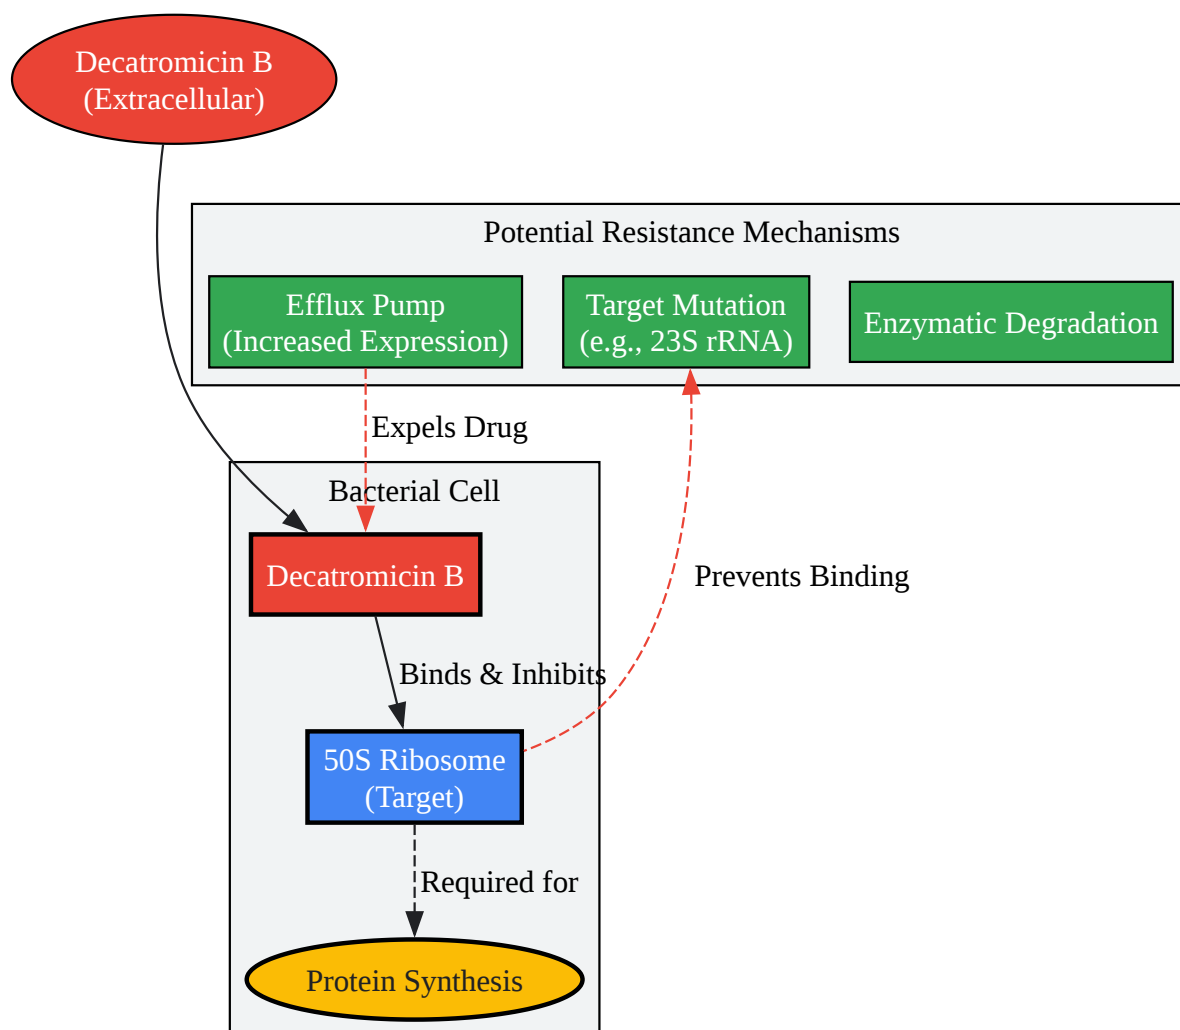 Decatromicin B
(Extracellular)
Potential Resistance Mechanisms
Efflux Pump
(Increased Expression)
Target Mutation
(e.g., 23S rRNA)
Enzymatic Degradation
Expels Drug
Bacterial Cell
Decatromicin B
Prevents Binding
Binds & Inhibits
50S Ribosome
(Target)
Required for
Protein Synthesis